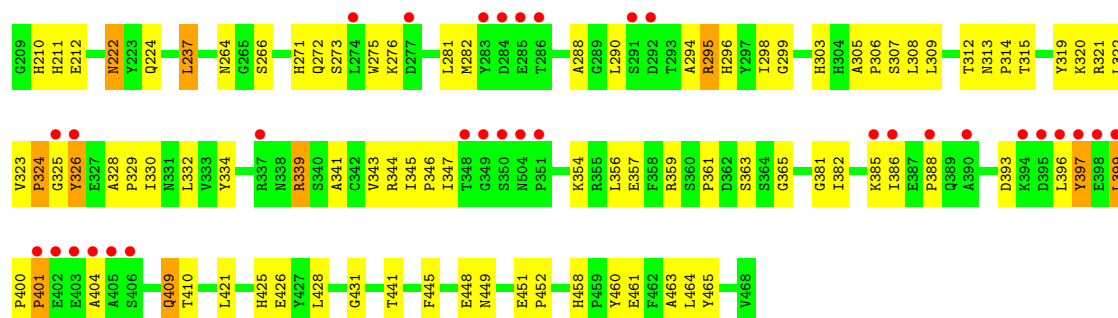 G209 H210 H211 E212 N222 Y223 Q224 L237 N264 G265 S266 H271 Q272 S273 L274 W275 K276 D277 L281 M282 Y283 D284 E285 T286 A288 G289 L290 S291 D292 T293 A294 R295 H296 Y297 I298 G299 H303 H304 A305 P306 S307 L308 L309 T312 N313 P314 T315 Y319 K320 R321 L322
V323 P324 G325 Y326 E327 A328 P329 I330 N331 L332 V333 Y334 R337 N338 R339 S340 A341 C342 V343 R344 I345 P346 I347 T348 G349 S350 N504 P351 K354 R355 L356 E357 F358 R359 S360 P361 D362 S363 S364 G365 G381 I382 K385 I386 E387 P388 Q389 A390 D393 K394 D395 L396 Y397 E398 L399
P400 P401 E402 E403 A404 A405 S406 Q409 T410 L421 H425 E426 Y427 L428 G431 T441 F445 E448 N449 E451 P452 H458 P459 Y460 E461 F462 A463 L464 Y465 V468